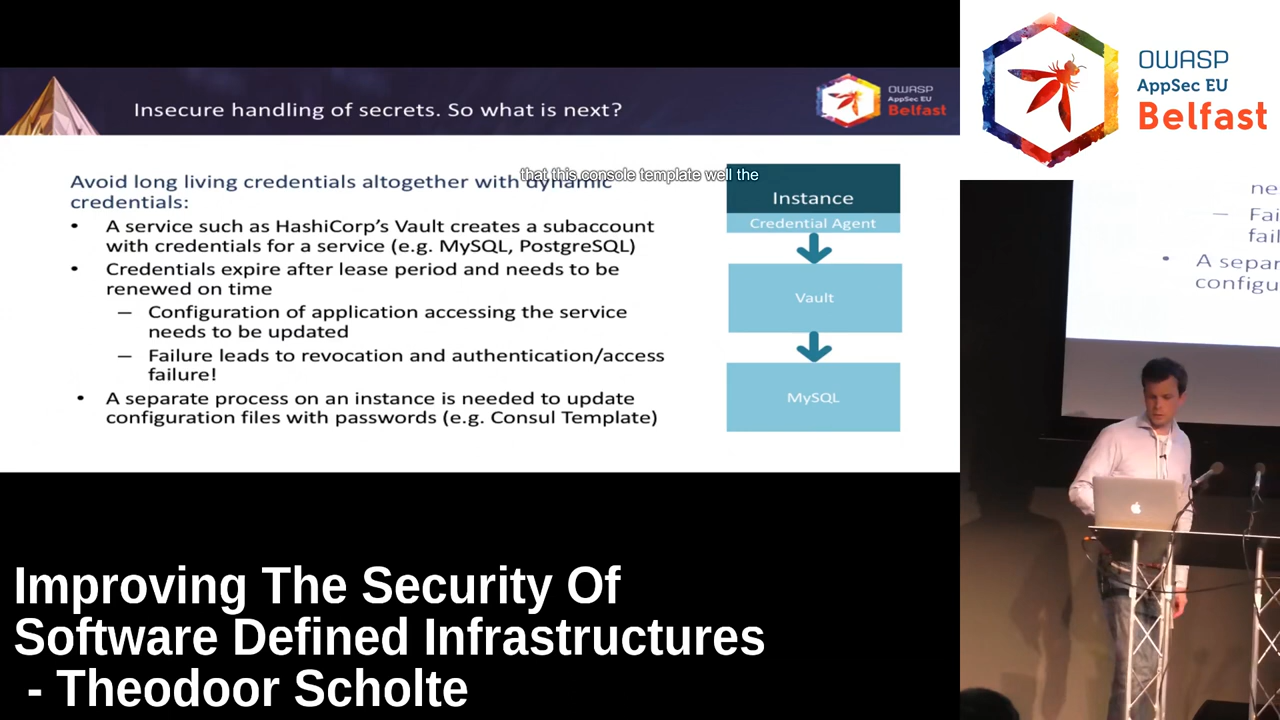 Insecure handling of secrets. So what is next?
OWASP
AppSec EU
Belfast
Avoid long living credentials altogether with dynamic
credentials:
that this console template well the
• A service such as HashiCorp's Vault creates a subaccount
with credentials for a service (e.g. MySQL, PostgreSQL)
• Credentials expire after lease period and needs to be
renewed on time
– Configuration of application accessing the service
needs to be updated
– Failure leads to revocation and authentication/access
failure!
• A separate process on an instance is needed to update
configuration files with passwords (e.g. Consul Template)
Instance
Credential Agent
Vault
MySQL
OWASP
AppSec EU
Belfast
ne
– Fai
fail
• A separ
configu
Improving The Security Of
Software Defined Infrastructures
- Theodoor Scholte